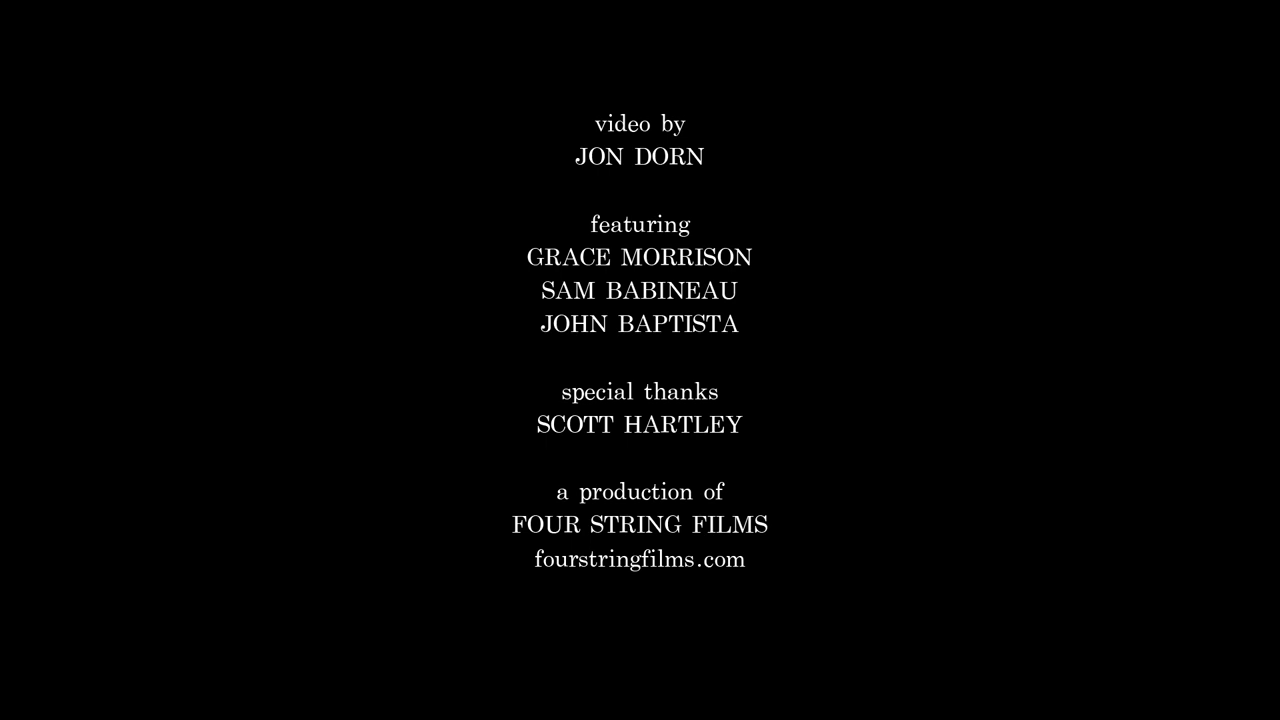 video by
JON DORN
featuring
GRACE MORRISON
SAM BABINEAU
JOHN BAPTISTA
special thanks
SCOTT HARTLEY
a production of
FOUR STRING FILMS
fourstringfilms.com